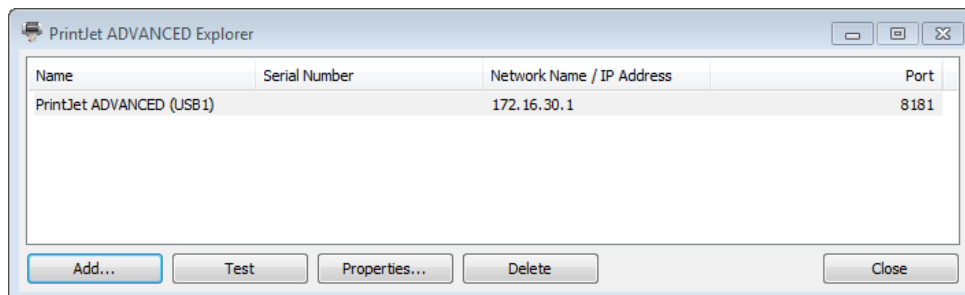 PrintJet ADVANCED Explorer
Name Serial Number Network Name / IP Address Port
PrintJet ADVANCED (USB1) 172.16.30.1 8181
Add... Test Properties... Delete Close